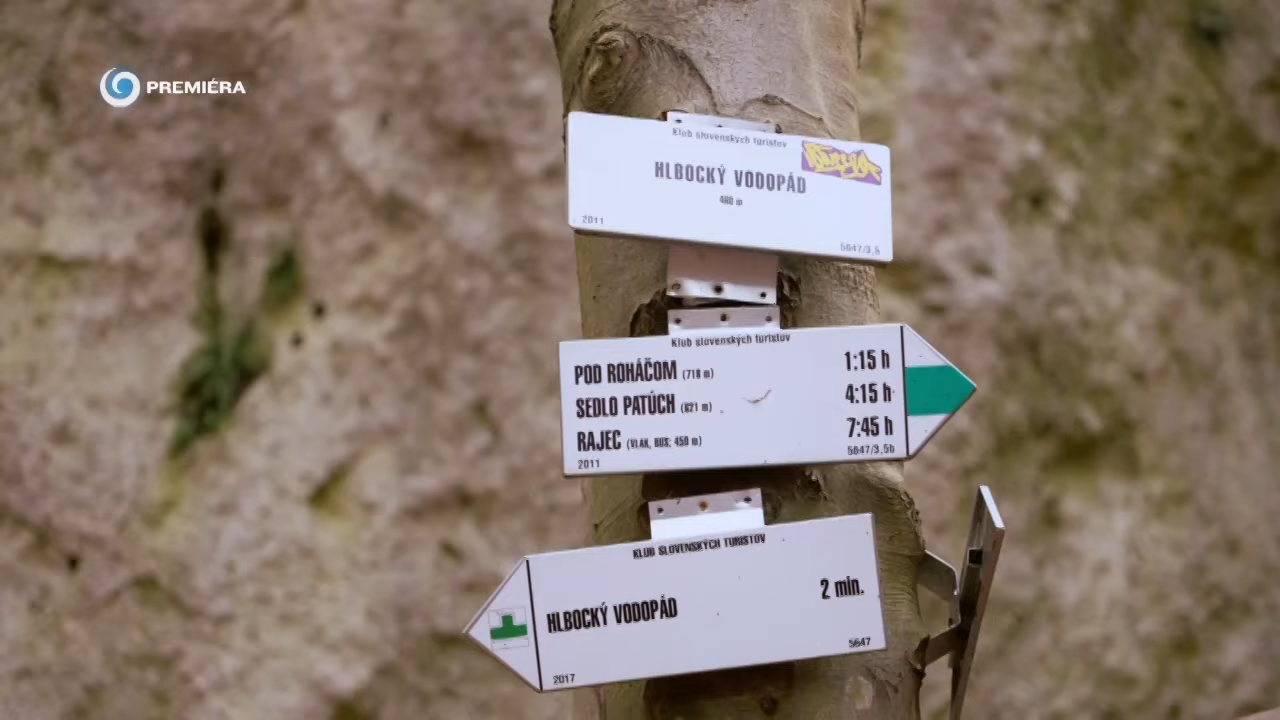 PREMIÉRA
Klub slovenských turistov
HLBOCKÝ VODOPÁD
460 m
2011
5647/3,5
Klub slovenských turistov
POD ROHÁČOM (718 m) 1:15 h
SEDLO PATÚCH (621 m) 4:15 h
RAJEC (VLAK, BUS: 450 m) 7:45 h
2011 5647/3,5b
KLUB SLOVENSKÝCH TURISTOV
HLBOCKÝ VODOPÁD 2 min.
2017 5647